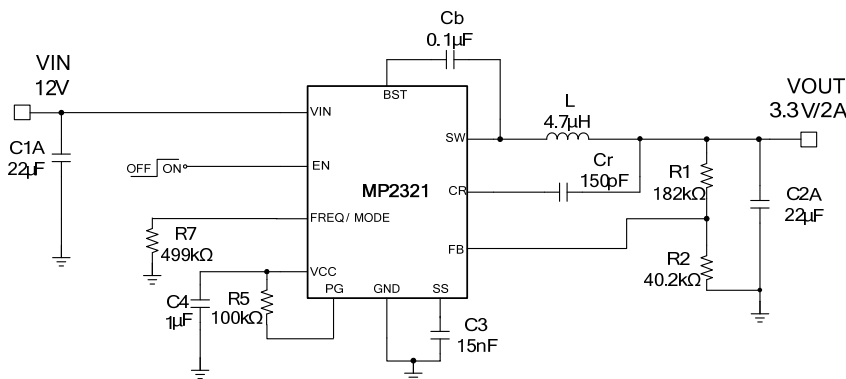 Cb
0.1µF
VIN
12V
BST
VIN
VOUT
3.3V/2A
L
4.7µH
SW
C1A
22µF
OFF ON
EN
MP2321
CR
Cr
150pF
R1
182kΩ
C2A
22µF
FREQ/ MODE
R7
499kΩ
FB
R2
40.2kΩ
VCC
PG
GND
SS
C4
1µF
R5
100kΩ
C3
15nF